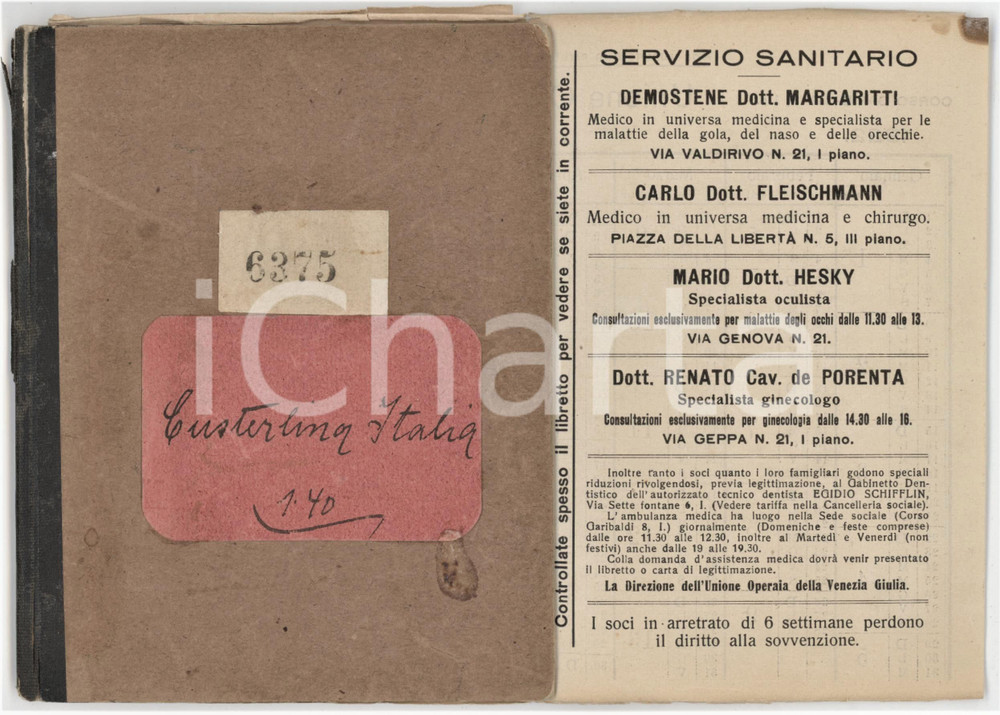 6375
Custerlina Italia
1.40
Controllate spesso il libretto per vedere se siete in corrente.
SERVIZIO SANITARIO
DEMOSTENE Dott. MARGARITTI
Medico in universa medicina e specialista per le
malattie della gola, del naso e delle orecchie.
VIA VALDIRIVO N. 21, I piano.
CARLO Dott. FLEISCHMANN
Medico in universa medicina e chirurgo.
PIAZZA DELLA LIBERTÀ N. 5, III piano.
MARIO Dott. HESKY
Specialista oculista
Consultazioni esclusivamente per malattie degli occhi dalle 11.30 alle 13.
VIA GENOVA N. 21.
Dott. RENATO Cav. de PORENTA
Specialista ginecologo
Consultazioni esclusivamente per ginecologia dalle 14.30 alle 16.
VIA GEPPA N. 21, I piano.
Inoltre tanto i soci quanto i loro famigliari godono speciali
riduzioni rivolgendosi, previa legittimazione, al Gabinetto Den-
tistico dell'autorizzato tecnico dentista EGIDIO SCHIFFLIN,
Via Sette fontane 6, I. (Vedere tariffa nella Cancelleria sociale).
L'ambulanza medica ha luogo nella Sede sociale (Corso
Garibaldi 8, I.) giornalmente (Domeniche e feste comprese)
dalle ore 11.30 alle 12.30, inoltre al Martedì e Venerdì (non
festivi) anche dalle 19 alle 19.30.
Colla domanda d'assistenza medica dovrà venir presentato
il libretto o carta di legittimazione.
La Direzione dell'Unione Operaia della Venezia Giulia.
I soci in arretrato di 6 settimane perdono
il diritto alla sovvenzione.
iCharta